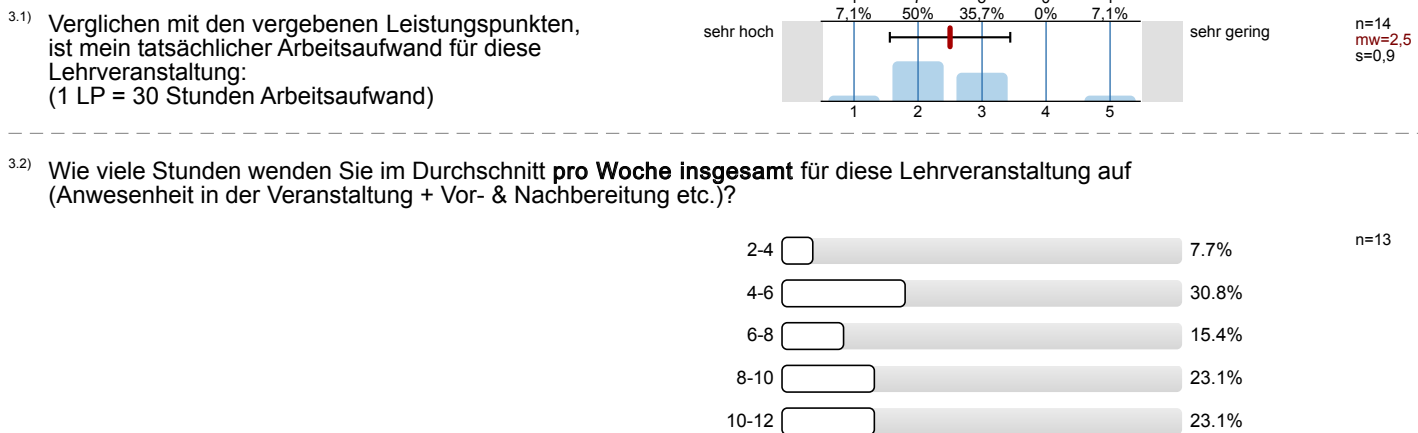 3.1) Verglichen mit den vergebenen Leistungspunkten,
ist mein tatsächlicher Arbeitsaufwand für diese
Lehrveranstaltung:
(1 LP = 30 Stunden Arbeitsaufwand)
7,1% 50% 35,7% 0% 7,1%
sehr hoch
sehr gering
1 2 3 4 5
n=14
mw=2,5
s=0,9
3.2) Wie viele Stunden wenden Sie im Durchschnitt pro Woche insgesamt für diese Lehrveranstaltung auf
(Anwesenheit in der Veranstaltung + Vor- & Nachbereitung etc.)?
n=13
2-4 7.7%
4-6 30.8%
6-8 15.4%
8-10 23.1%
10-12 23.1%